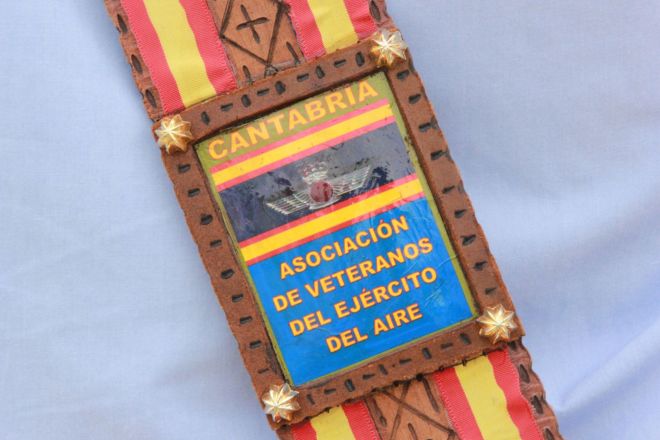 CANTABRIA
ASOCIACIÓN
DE VETERANOS
DEL EJÉRCITO
DEL AIRE